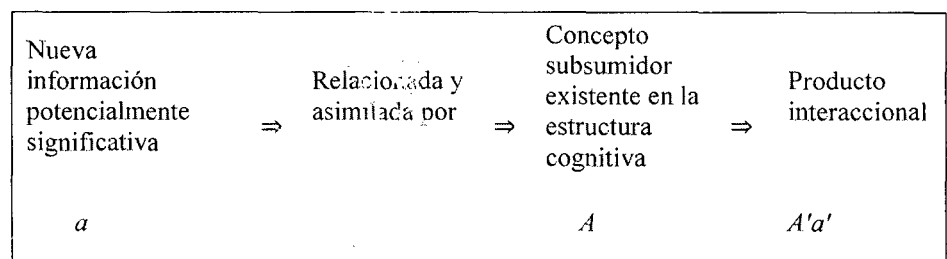 Nueva
información
potencialmente
significativa
⇒
Relacionada y
asimilada por
⇒
Concepto
subsumidor
existente en la
estructura
cognitiva
⇒
Producto
interaccional
a
A
A'a'